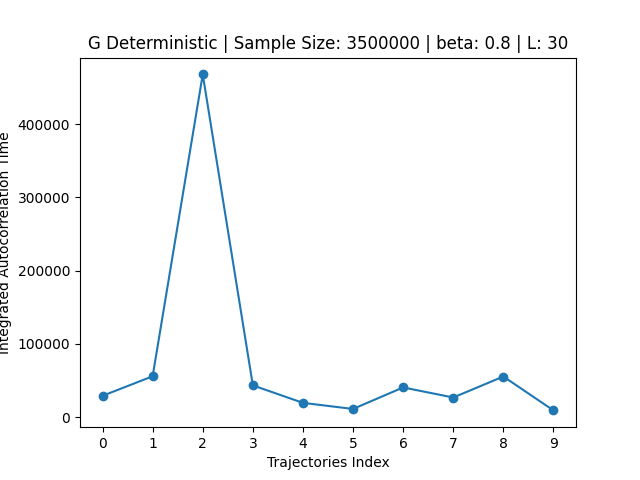 G Deterministic | Sample Size: 3500000 | beta: 0.8 | L: 30
Integrated Autocorrelation Time
400000
300000
200000
100000
0
0 1 2 3 4 5 6 7 8 9
Trajectories Index